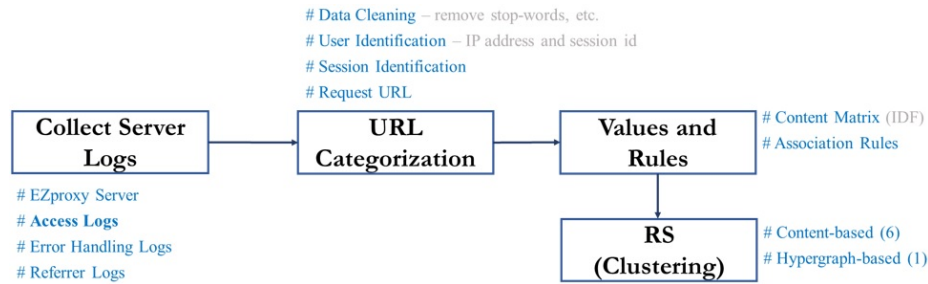 # Data Cleaning – remove stop-words, etc.
# User Identification – IP address and session id
# Session Identification
# Request URL
Collect Server
Logs
URL
Categorization
Values and
Rules
# Content Matrix (IDF)
# Association Rules
# EZproxy Server
# Access Logs
# Error Handling Logs
# Referrer Logs
RS
(Clustering)
# Content-based (6)
# Hypergraph-based (1)